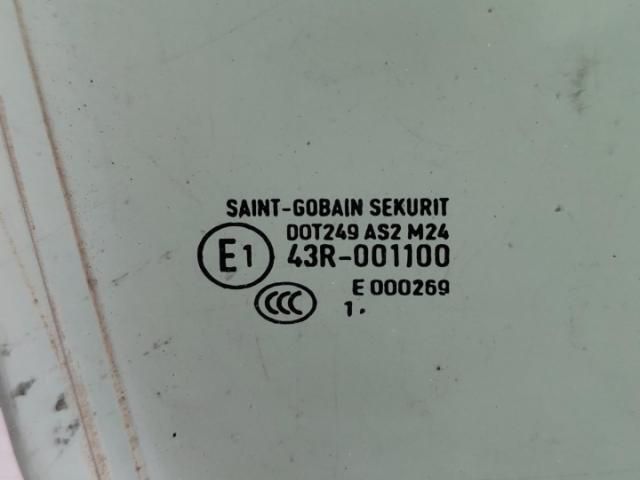 SAINT-GOBAIN SEKURIT
DOT249 AS2 M24
E1 43R-001100
CCC E 000269
1.